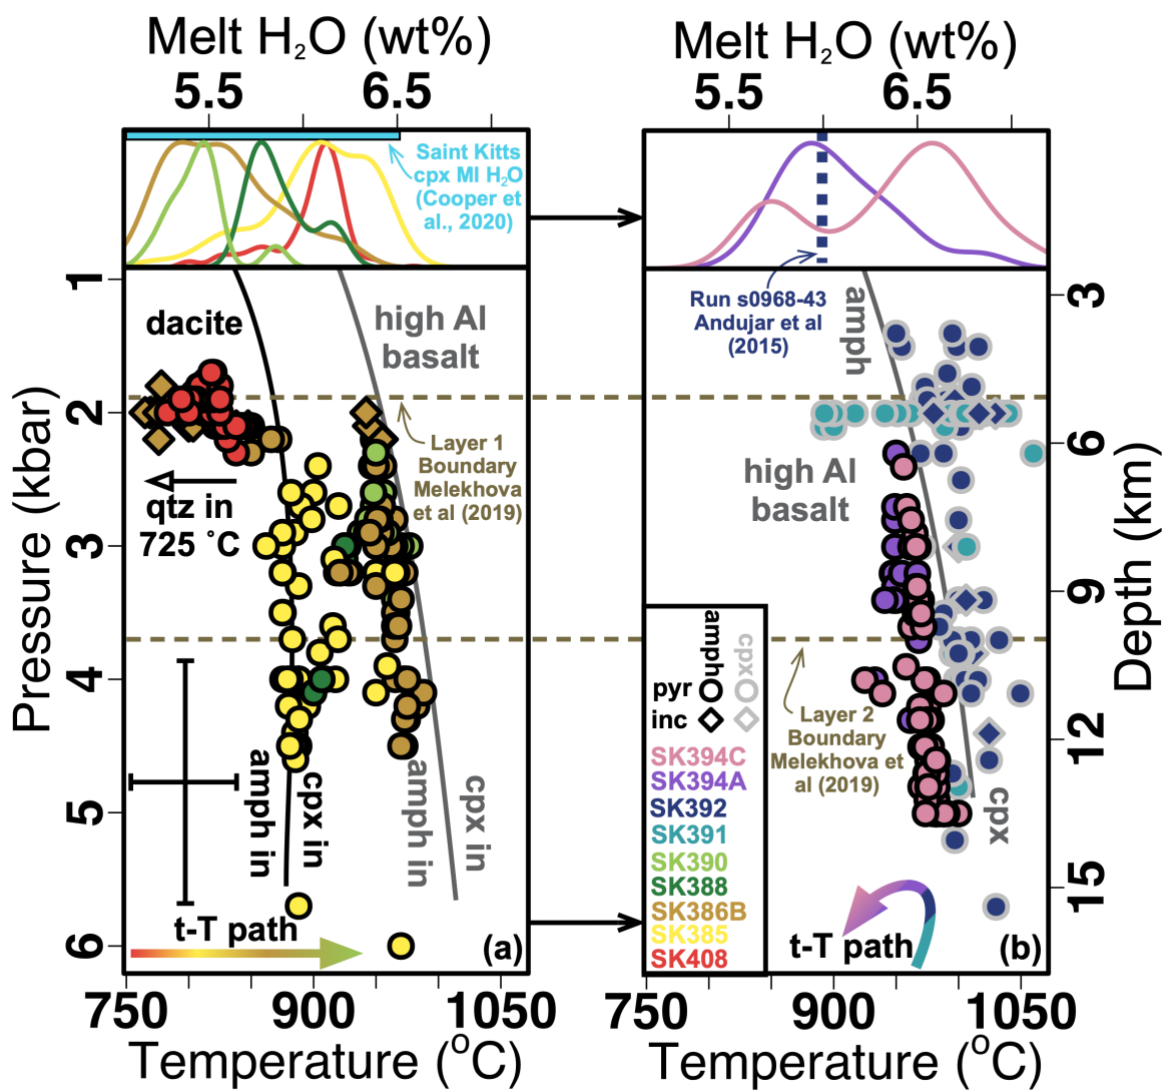 Melt H₂O (wt%)
5.5 6.5
Saint Kitts
cpx MI H₂O
(Cooper et
al., 2020)
1
2
3
4
5
6
Pressure (kbar)
dacite
high Al
basalt
Layer 1
Boundary
Melekhova
et al (2019)
qtz in
725 ˚C
amph in
cpx in
amph in
cpx in
t-T path
(a)
750 900 1050
Temperature (°C)
Melt H₂O (wt%)
5.5 6.5
Run s0968-43
Andujar et al
(2015)
amph
high Al
basalt
cpx
amph
cpx
pyr
inc
SK394C
SK394A
SK392
SK391
SK390
SK388
SK386B
SK385
SK408
Layer 2
Boundary
Melekhova et
al (2019)
t-T path
(b)
3
6
9
12
15
Depth (km)
750 900 1050
Temperature (°C)